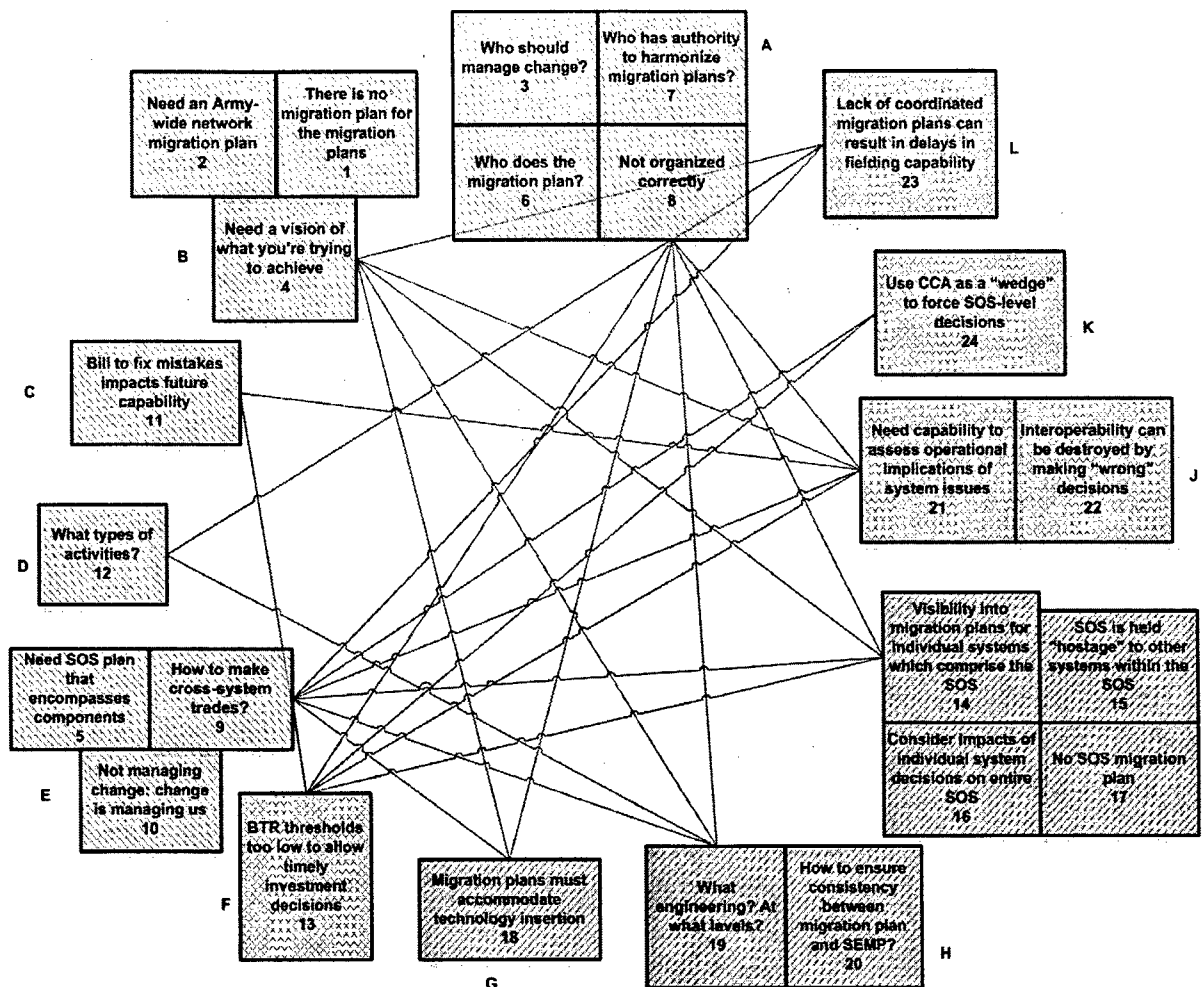 Who should
manage change?
3
Who has authority
to harmonize
migration plans?
7
A
Who does the
migration plan?
6
Not organized
correctly
8
Need an Army-
wide network
migration plan
2
There is no
migration plan for
the migration
plans
1
B
Need a vision of
what you're trying
to achieve
4
Lack of coordinated
migration plans can
result in delays in
fielding capability
23
L
Use CCA as a "wedge"
to force SOS-level
decisions
24
K
C
Bill to fix mistakes
impacts future
capability
11
Need capability to
assess operational
implications of
system issues
21
Interoperability can
be destroyed by
making "wrong"
decisions
22
J
D
What types of
activities?
12
Need SOS plan
that
encompasses
components
5
How to make
cross-system
trades?
9
E
Not managing
change; change
is managing us
10
Visibility into
migration plans for
individual systems
which comprise the
SOS
14
SOS is held
"hostage" to other
systems within the
SOS
15
Consider impacts of
individual system
decisions on entire
SOS
16
No SOS migration
plan
17
F
BTR thresholds
too low to allow
timely
investment
decisions
13
Migration plans must
accommodate
technology insertion
18
G
What
engineering? At
what levels?
19
How to ensure
consistency
between
migration plan
and SEMP?
20
H